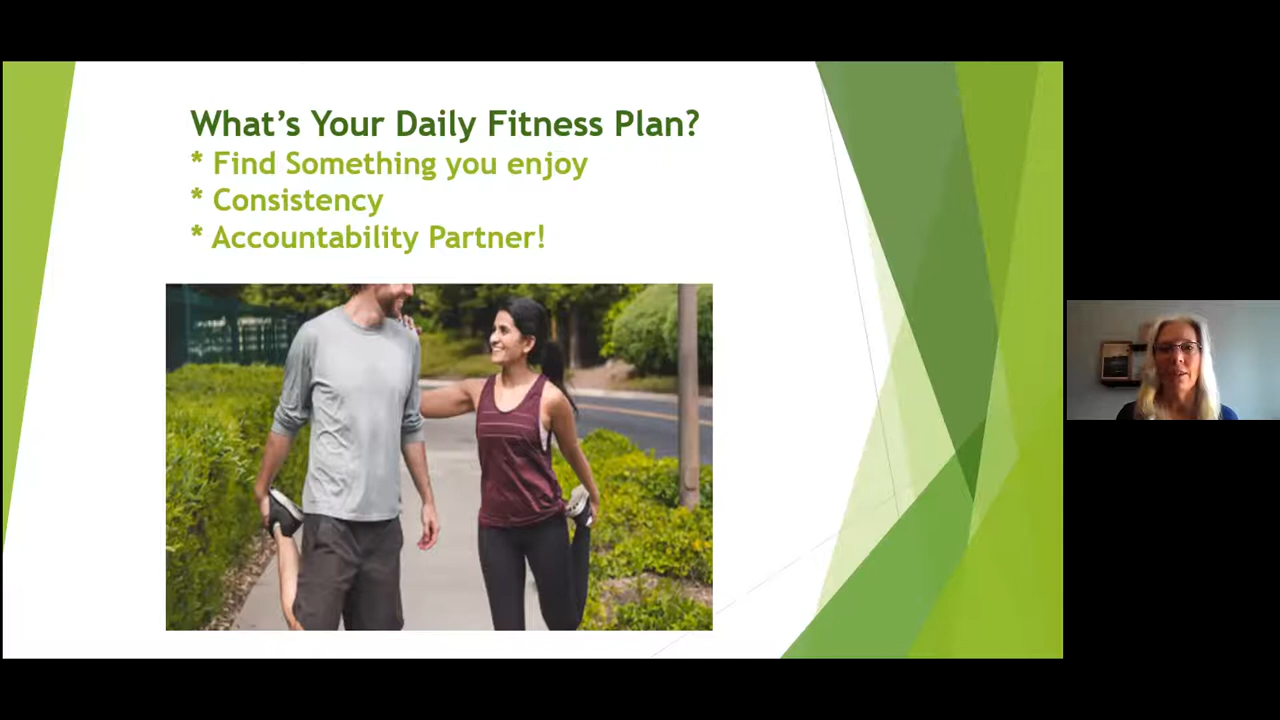 What's Your Daily Fitness Plan?
* Find Something you enjoy
* Consistency
* Accountability Partner!